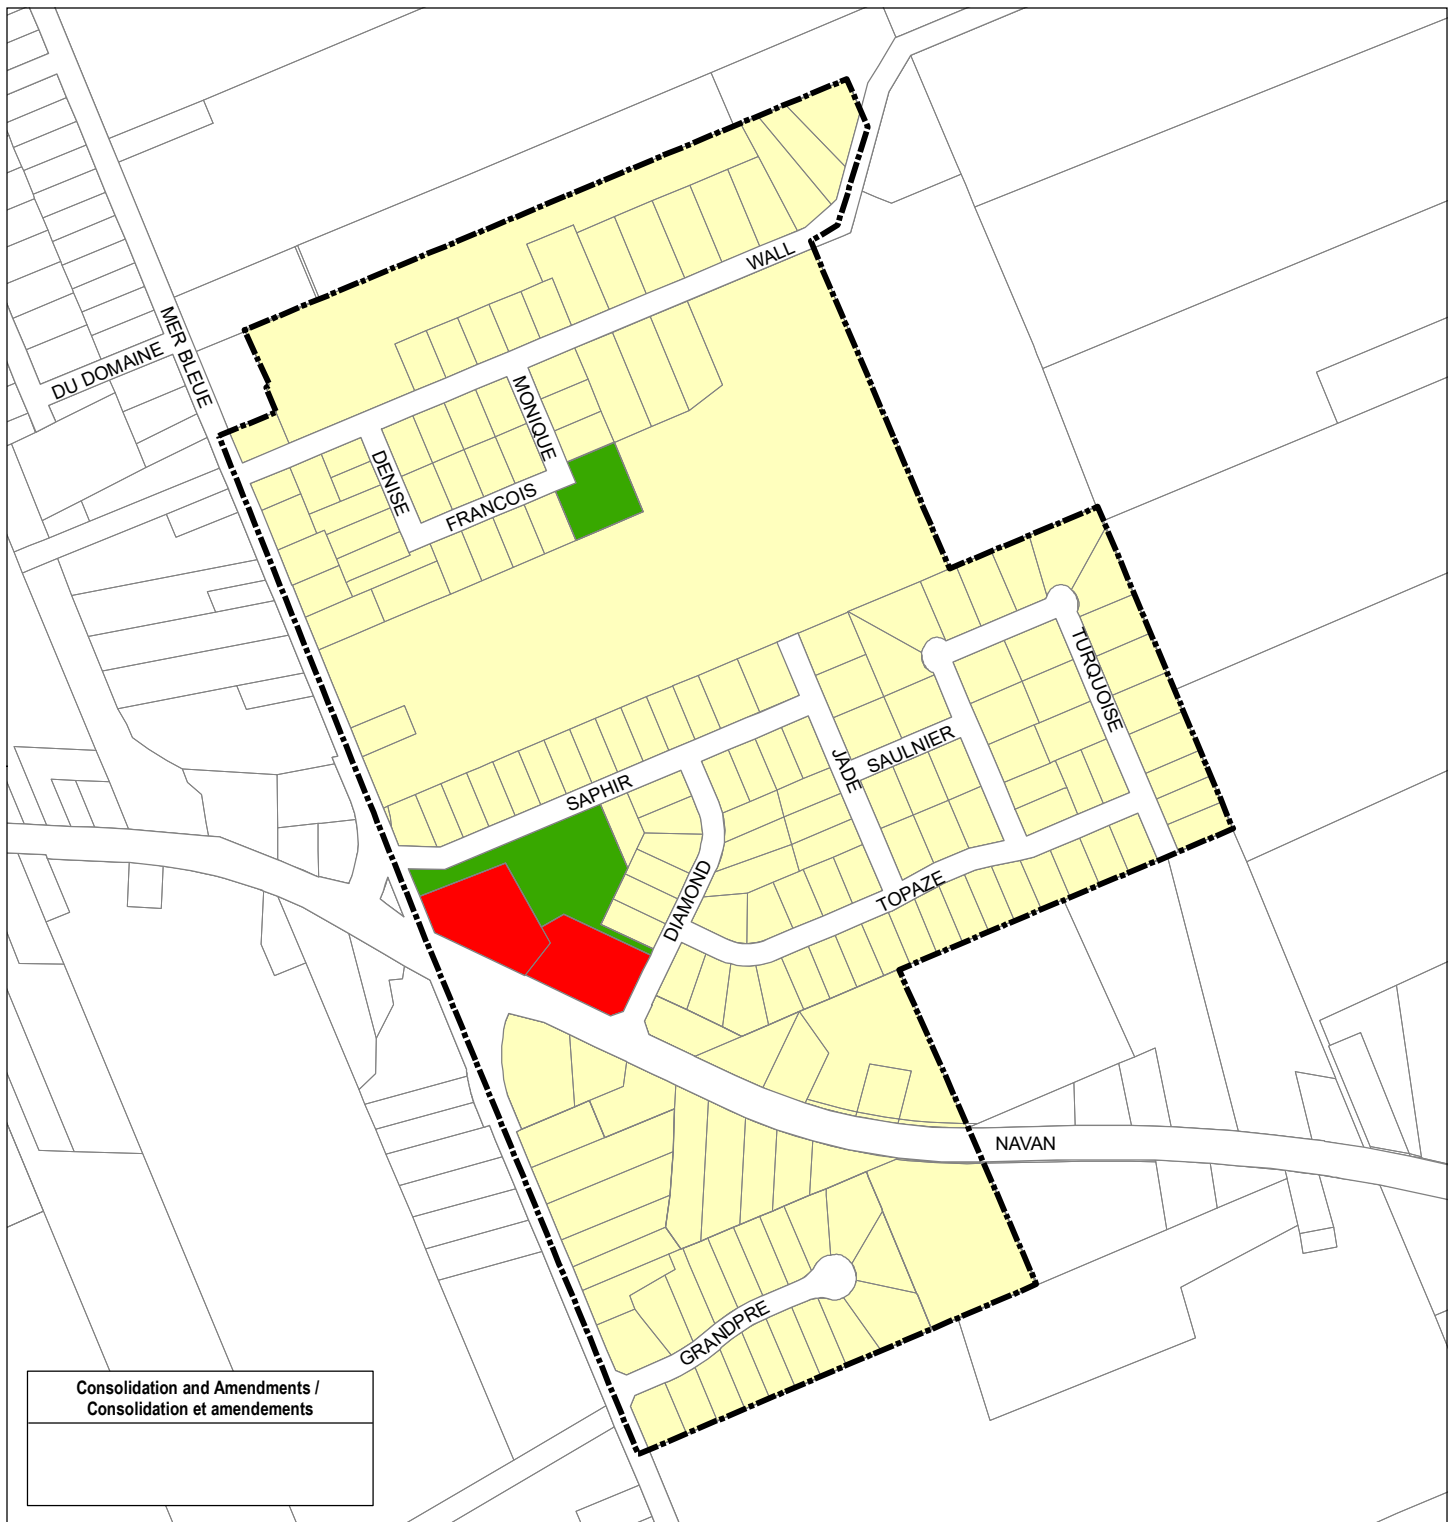 WALL
MER BLEUE
DU DOMAINE
MONIQUE
DENISE
FRANCOIS
TURQUOISE
SAULNIER
JADE
SAPHIR
DIAMOND
TOPAZE
NAVAN
GRANDPRE
Consolidation and Amendments /
Consolidation et amendements